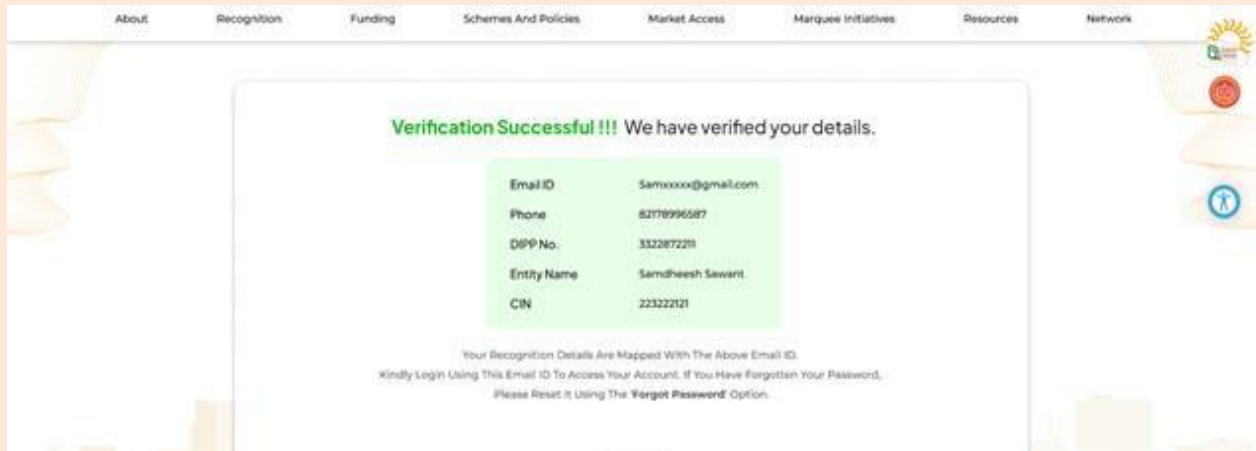 About Recognition Funding Schemes And Policies Market Access Marquee Initiatives Resources Network
Verification Successful !!! We have verified your details.
Email ID Samxxxxx@gmail.com
Phone 82178996587
DIPP No. 3322872211
Entity Name Samdheesh Sawant
CIN 223222121
Your Recognition Details Are Mapped With The Above Email ID.
Kindly Login Using This Email ID To Access Your Account. If You Have Forgotten Your Password,
Please Reset It Using The 'Forgot Password' Option.